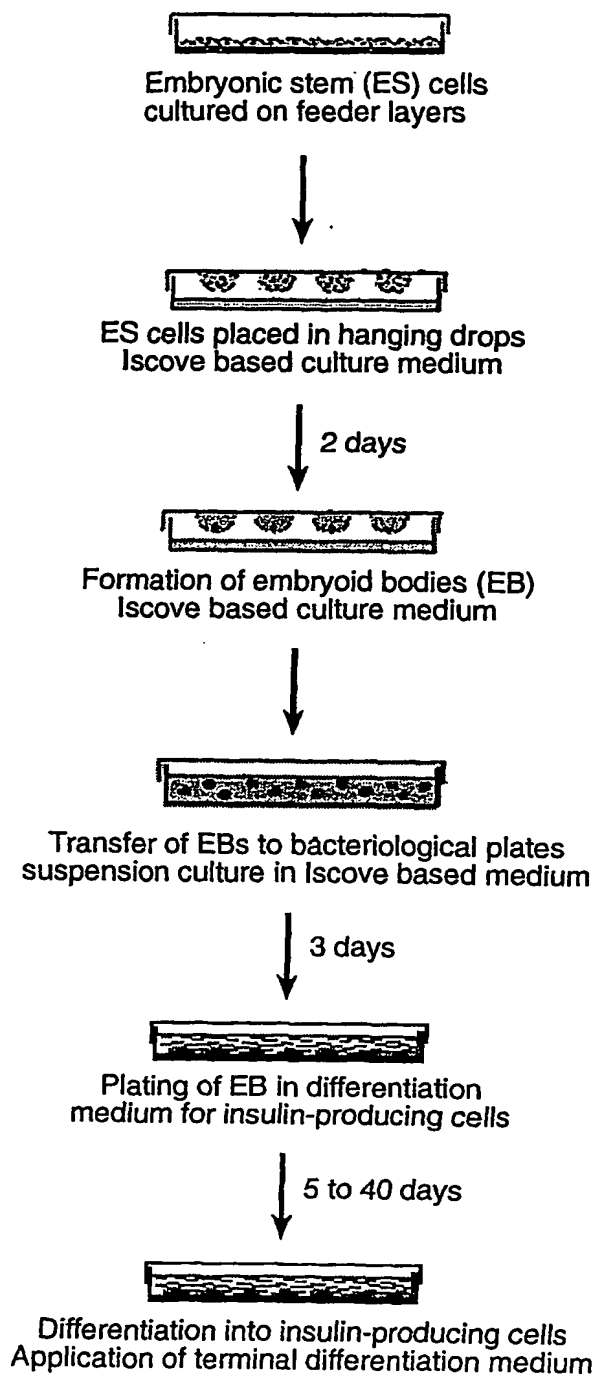 Embryonic stem (ES) cells
cultured on feeder layers
ES cells placed in hanging drops
Iscove based culture medium
2 days
Formation of embryoid bodies (EB)
Iscove based culture medium
Transfer of EBs to bacteriological plates
suspension culture in Iscove based medium
3 days
Plating of EB in differentiation
medium for insulin-producing cells
5 to 40 days
Differentiation into insulin-producing cells
Application of terminal differentiation medium